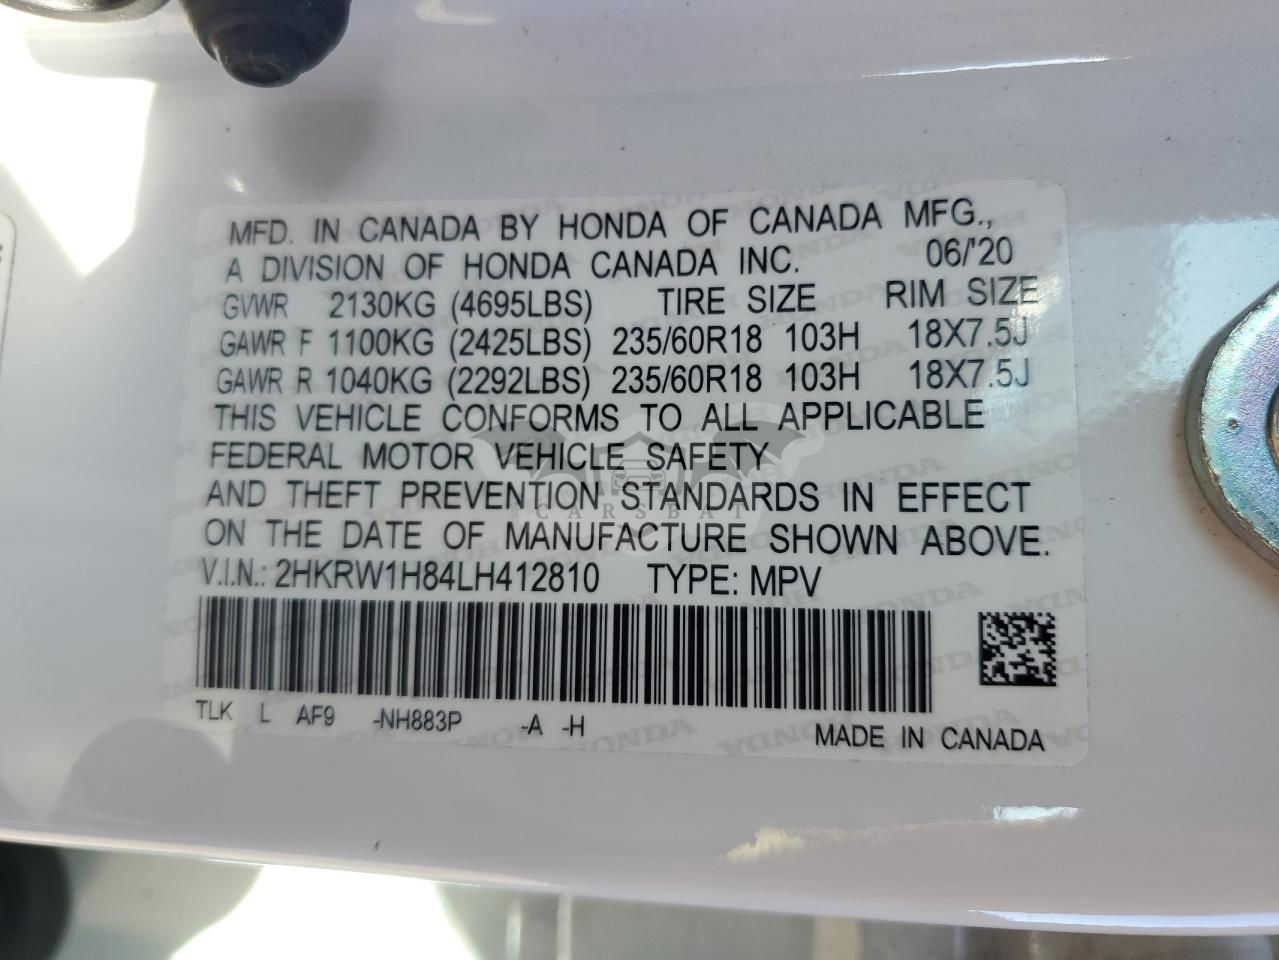 MFD. IN CANADA BY HONDA OF CANADA MFG.,
A DIVISION OF HONDA CANADA INC. 06/'20
GVWR 2130KG (4695LBS) TIRE SIZE RIM SIZE
GAWR F 1100KG (2425LBS) 235/60R18 103H 18X7.5J
GAWR R 1040KG (2292LBS) 235/60R18 103H 18X7.5J
THIS VEHICLE CONFORMS TO ALL APPLICABLE
FEDERAL MOTOR VEHICLE SAFETY
AND THEFT PREVENTION STANDARDS IN EFFECT
CARSBAT
ON THE DATE OF MANUFACTURE SHOWN ABOVE.
V.I.N.: 2HKRW1H84LH412810 TYPE: MPV
TLK L AF9 -NH883P -A -H
MADE IN CANADA